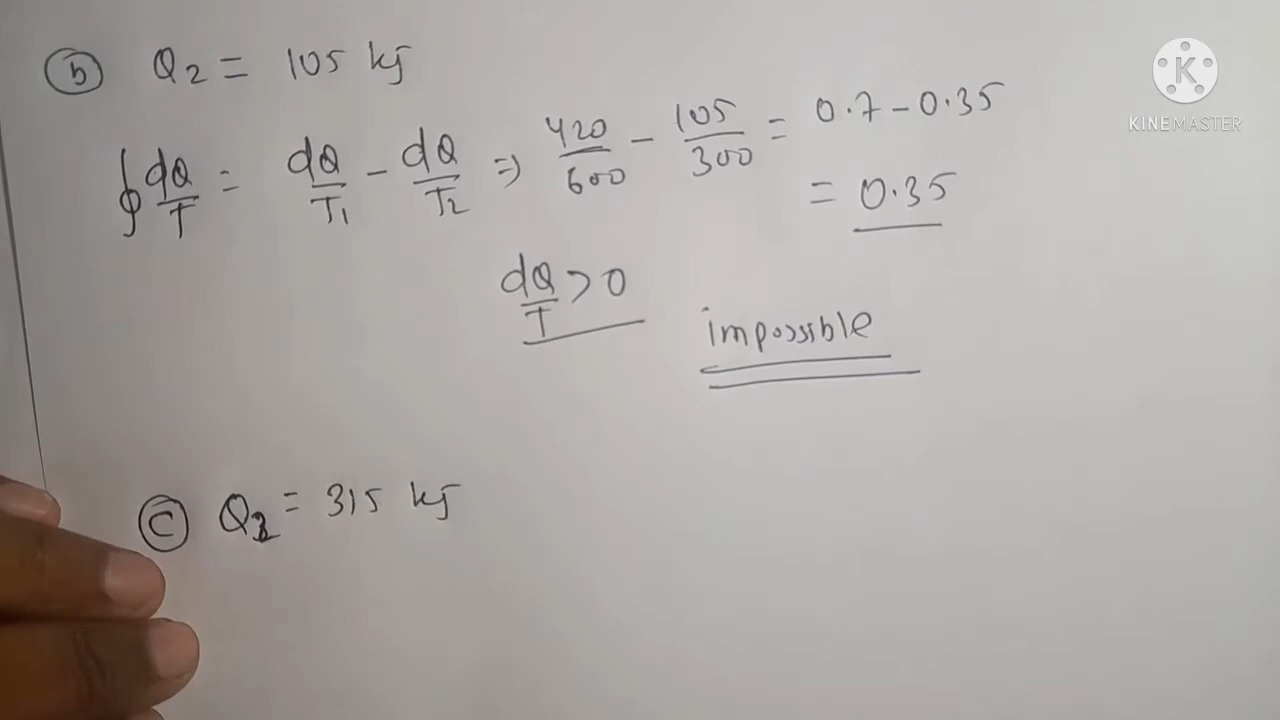 (b) Q₂ = 105 kj
∮ dQ/T = dQ/T₁ - dQ/T₂ ⇒ 420/600 - 105/300 = 0.7 - 0.35
= 0.35
dQ/T > 0
impossible
(c) Q₂ = 315 kj
K
KINEMASTER